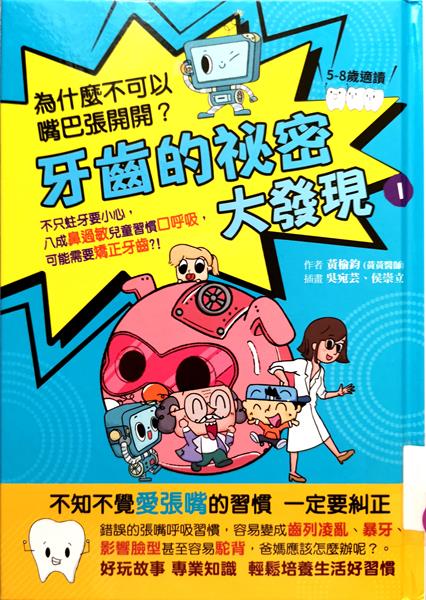 5-8歲適讀
為什麼不可以
嘴巴張開開？
牙齒的祕密
大發現
1
不只蛀牙要小心，
八成鼻過敏兒童習慣口呼吸，
可能需要矯正牙齒?!
作者 黃榆鈞(黃黃醫師)
插畫 吳宛芸、侯崇立
不知不覺愛張嘴的習慣 一定要糾正
錯誤的張嘴呼吸習慣，容易變成齒列凌亂、暴牙、
影響臉型甚至容易駝背，爸媽應該怎麼辦呢？。
好玩故事 專業知識 輕鬆培養生活好習慣